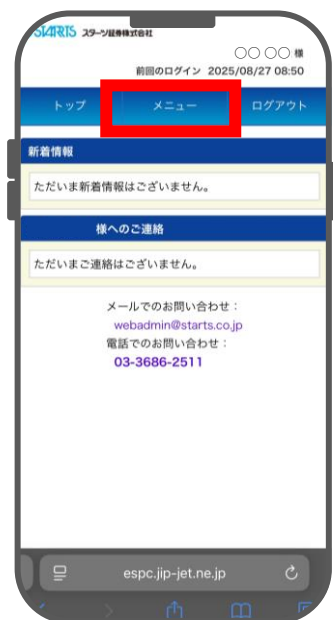 STARTS スターツ証券株式会社
○○ ○○ 様
前回のログイン 2025/08/27 08:50
トップ メニュー ログアウト
新着情報
ただいま新着情報はございません。
様へのご連絡
ただいまご連絡はございません。
メールでのお問い合わせ：
webadmin@starts.co.jp
電話でのお問い合わせ：
03-3686-2511
espc.jip-jet.ne.jp